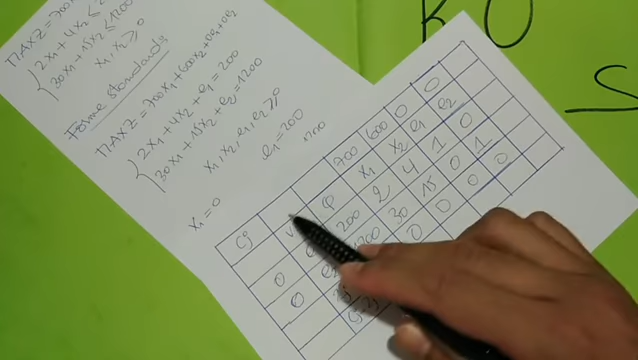 MAX Z = 700
2x₁ + 4x₂ ≤ 2
30x₁ + 15x₂ ≤ 1200
x₁ x₂ ≥ 0
Forme standard
MAX Z = 700x₁ + 600x₂ + 0e₁ + 0e₂
2x₁ + 4x₂ + e₁ = 200
30x₁ + 15x₂ + e₂ = 1200
x₁, x₂, e₁, e₂ ≥ 0
e₁ = 200
1200
x₁ = 0
R O
S
700 600 0 0
Cj φ x₁ x₂ e₁ e₂
0 200 2 4 1 0
0 e₂ 1200 30 15 0 1
0 0 0 0